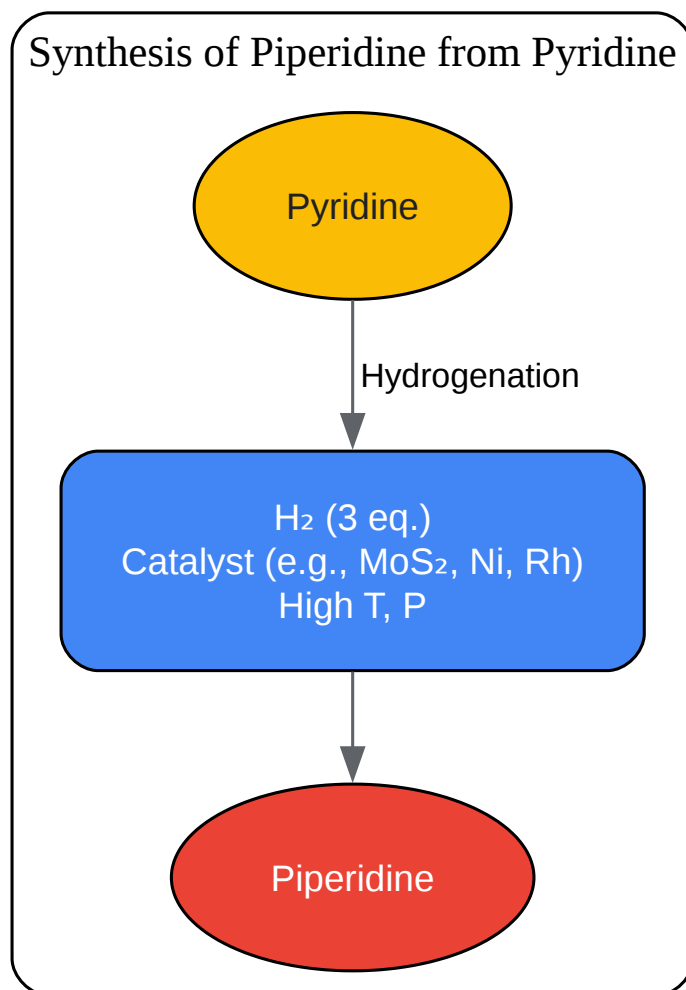 Synthesis of Piperidine from Pyridine
Pyridine
Hydrogenation
H₂ (3 eq.)
Catalyst (e.g., MoS₂, Ni, Rh)
High T, P
Piperidine